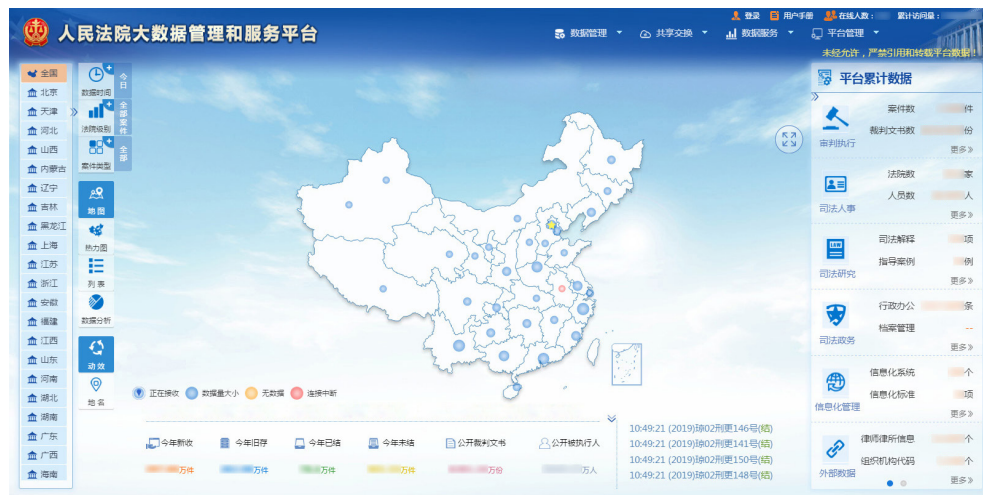 登录 用户手册 在线人数: 累计访问量:
人民法院大数据管理和服务平台
数据管理 共享交换 数据服务 平台管理
未经允许，严禁引用和转载平台数据！
全国
北京
天津
河北
山西
内蒙古
辽宁
吉林
黑龙江
上海
江苏
浙江
安徽
福建
江西
山东
河南
湖北
湖南
广东
广西
海南
数据时间
今日
法院级别
全部案件
案件类型
全部
地图
热力图
列表
数据分析
动效
地名
正在接收 数据量大小 无数据 连接中断
今年新收 今年旧存 今年已结 今年未结 公开裁判文书 公开被执行人
万件 万件 万件 万件 万份 万人
10:49:21 (2019)琼02刑更146号(结)
10:49:21 (2019)琼02刑更141号(结)
10:49:21 (2019)琼02刑更150号(结)
10:49:21 (2019)琼02刑更148号(结)
平台累计数据
审判执行
案件数 件
裁判文书数 份
更多》
司法人事
法院数 家
人员数 人
更多》
LAW
司法研究
司法解释 项
指导案例 例
更多》
司法政务
行政办公 条
档案管理 --
更多》
信息化管理
信息化系统 个
信息化标准 项
更多》
外部数据
律师律所信息 个
组织机构代码 个
更多》